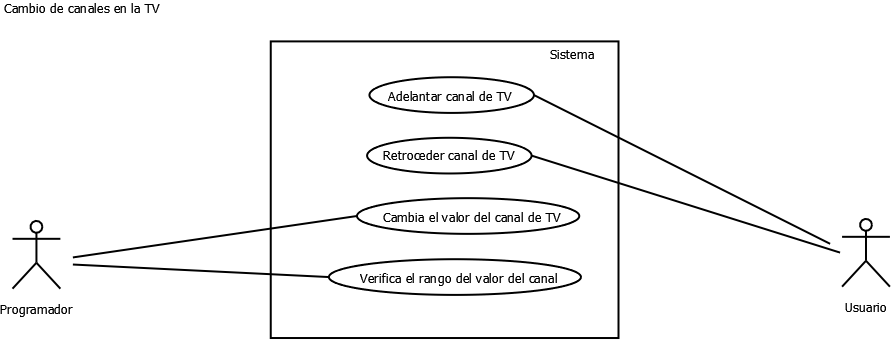 Cambio de canales en la TV
Sistema
Adelantar canal de TV
Retroceder canal de TV
Cambia el valor del canal de TV
Verifica el rango del valor del canal
Programador
Usuario